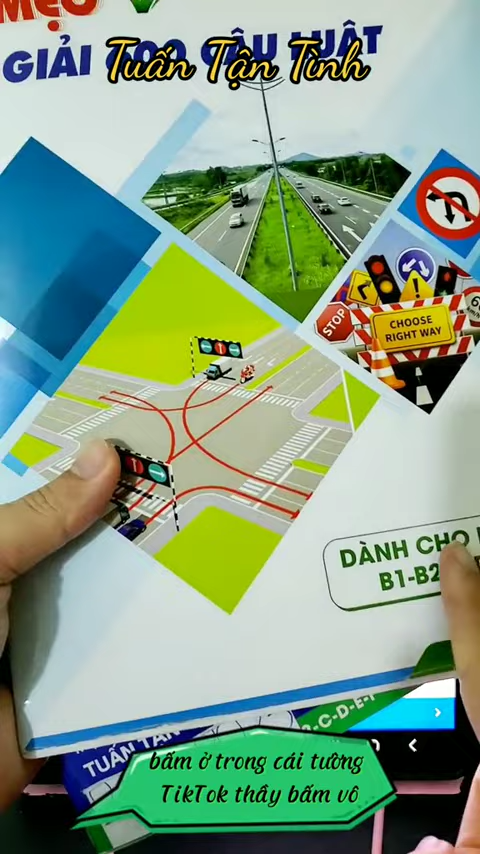 MẸO
GIẢI 600 CÂU LUẬT
Tuấn Tận Tình
STOP
CHOOSE
RIGHT WAY
DÀNH CHO
B1-B2
TUẤN TẬN
-C-D-E-
bấm ở trong cái tường
TikTok thầy bấm vô